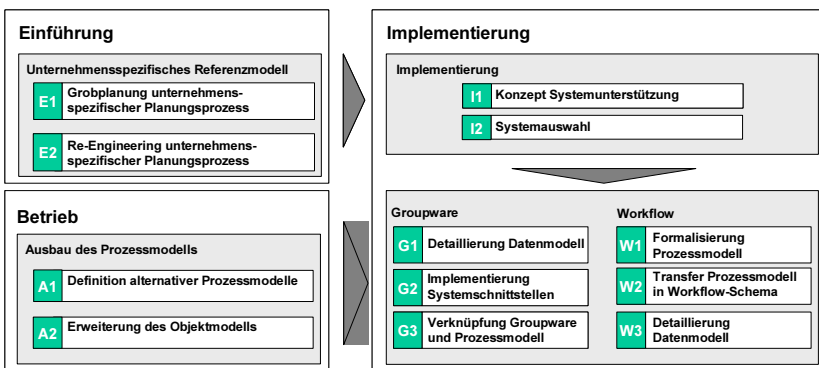 Einführung
Unternehmensspezifisches Referenzmodell
E1
Grobplanung unternehmens-
spezifischer Planungsprozess
E2
Re-Engineering unternehmens-
spezifischer Planungsprozess
Betrieb
Ausbau des Prozessmodells
A1
Definition alternativer Prozessmodelle
A2
Erweiterung des Objektmodells
Implementierung
Implementierung
I1
Konzept Systemunterstützung
I2
Systemauswahl
Groupware
G1
Detaillierung Datenmodell
G2
Implementierung
Systemschnittstellen
G3
Verknüpfung Groupware
und Prozessmodell
Workflow
W1
Formalisierung
Prozessmodell
W2
Transfer Prozessmodell
in Workflow-Schema
W3
Detaillierung
Datenmodell